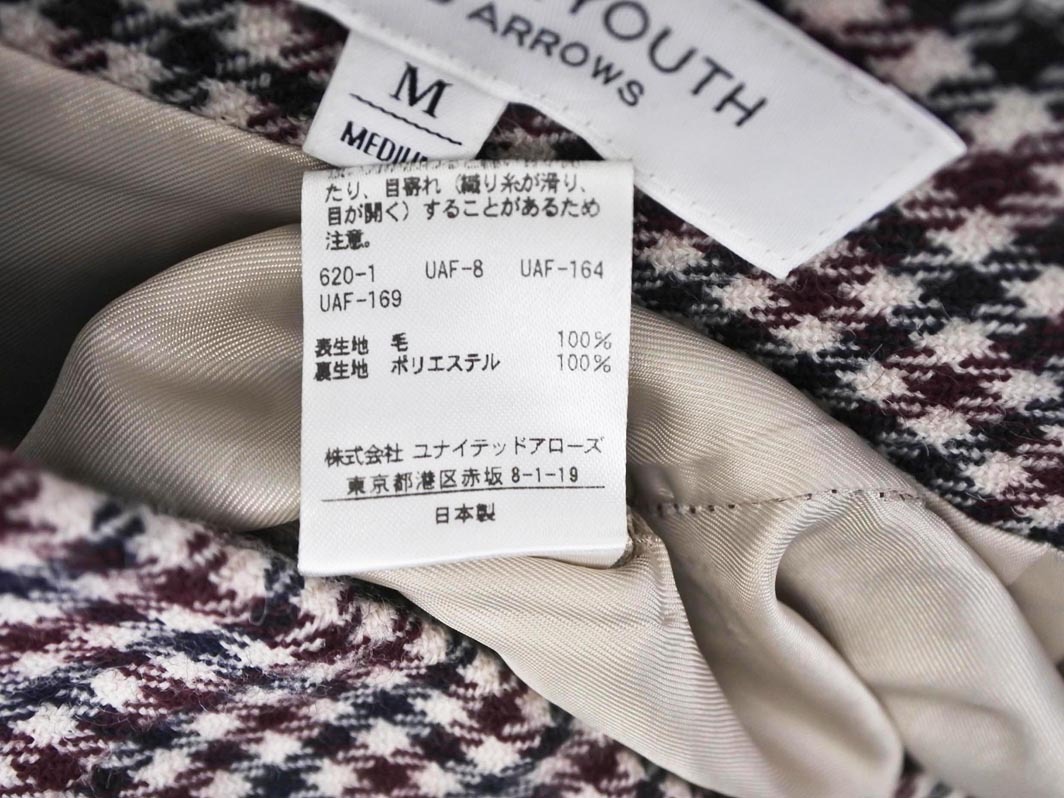 YOUTH
ARROWS
M
MEDIU
たり、目寄れ（織り糸が滑り、
目が開く）することがあるため
注意。
620-1 UAF-8 UAF-164
UAF-169
表生地 毛 100%
裏生地 ポリエステル 100%
株式会社 ユナイテッドアローズ
東京都港区赤坂 8-1-19
日本製